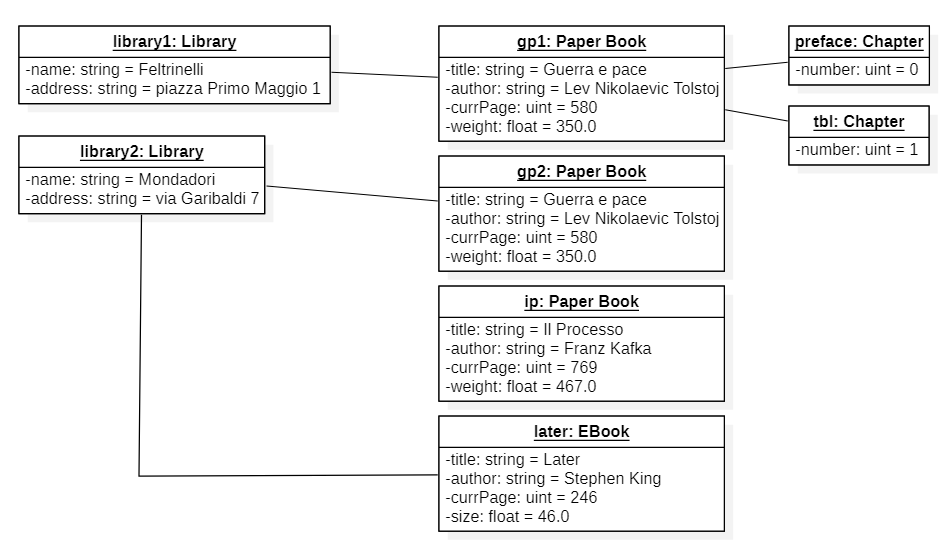 library1: Library
-name: string = Feltrinelli
-address: string = piazza Primo Maggio 1
library2: Library
-name: string = Mondadori
-address: string = via Garibaldi 7
gp1: Paper Book
-title: string = Guerra e pace
-author: string = Lev Nikolaevic Tolstoj
-currPage: uint = 580
-weight: float = 350.0
gp2: Paper Book
-title: string = Guerra e pace
-author: string = Lev Nikolaevic Tolstoj
-currPage: uint = 580
-weight: float = 350.0
ip: Paper Book
-title: string = Il Processo
-author: string = Franz Kafka
-currPage: uint = 769
-weight: float = 467.0
later: EBook
-title: string = Later
-author: string = Stephen King
-currPage: uint = 246
-size: float = 46.0
preface: Chapter
-number: uint = 0
tbl: Chapter
-number: uint = 1